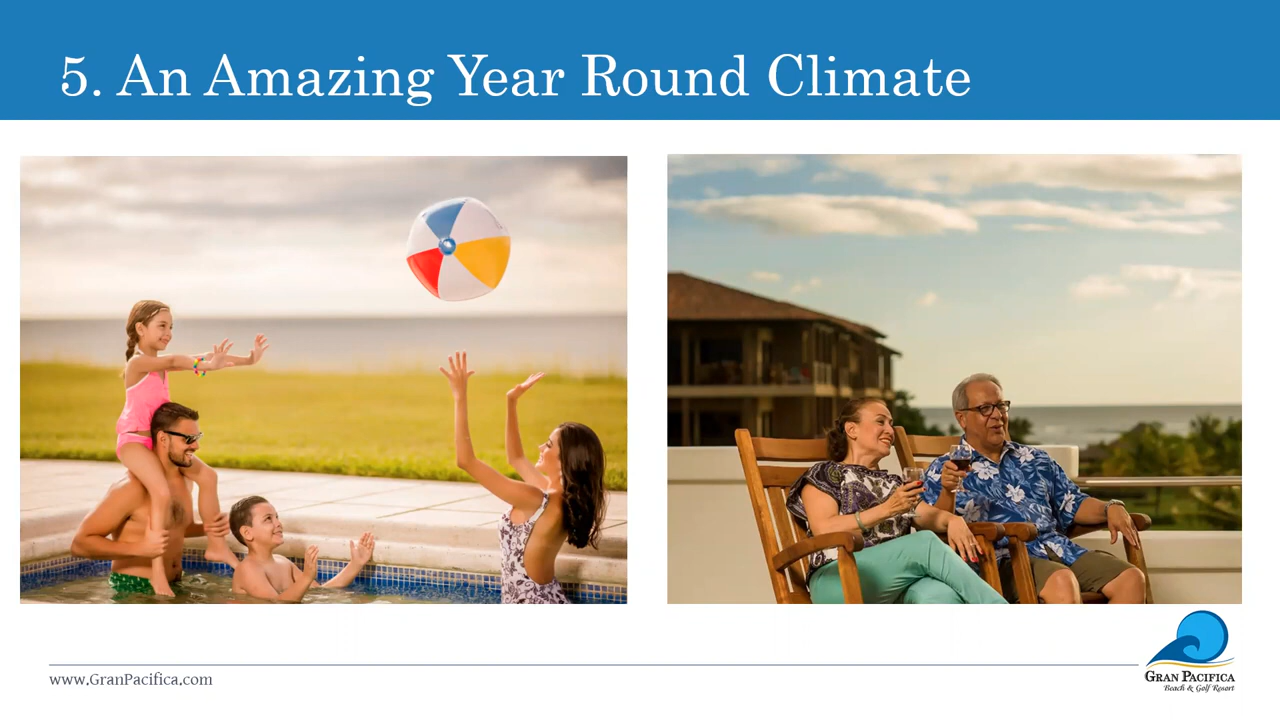 5. An Amazing Year Round Climate
www.GranPacifica.com
GRAN PACIFICA
Beach & Golf Resort